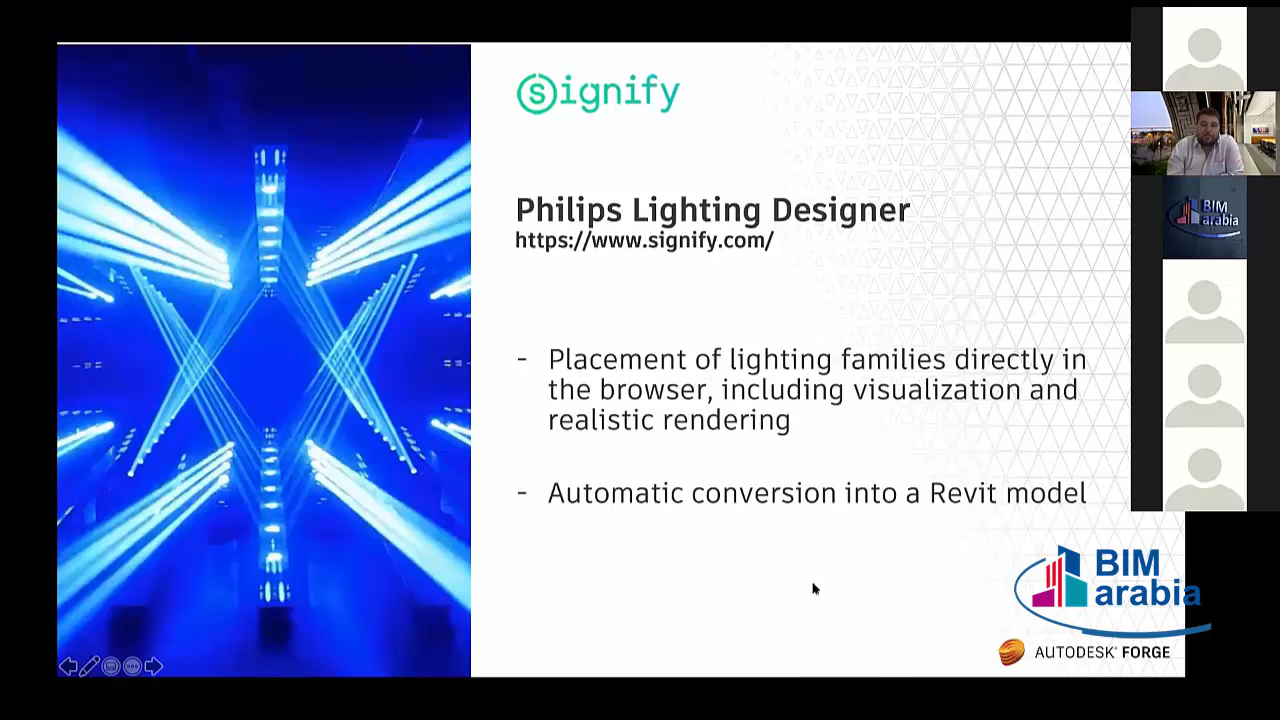 signify
Philips Lighting Designer
https://www.signify.com/
- Placement of lighting families directly in
the browser, including visualization and
realistic rendering
- Automatic conversion into a Revit model
BIM
arabia
BIM
arabia
AUTODESK® FORGE